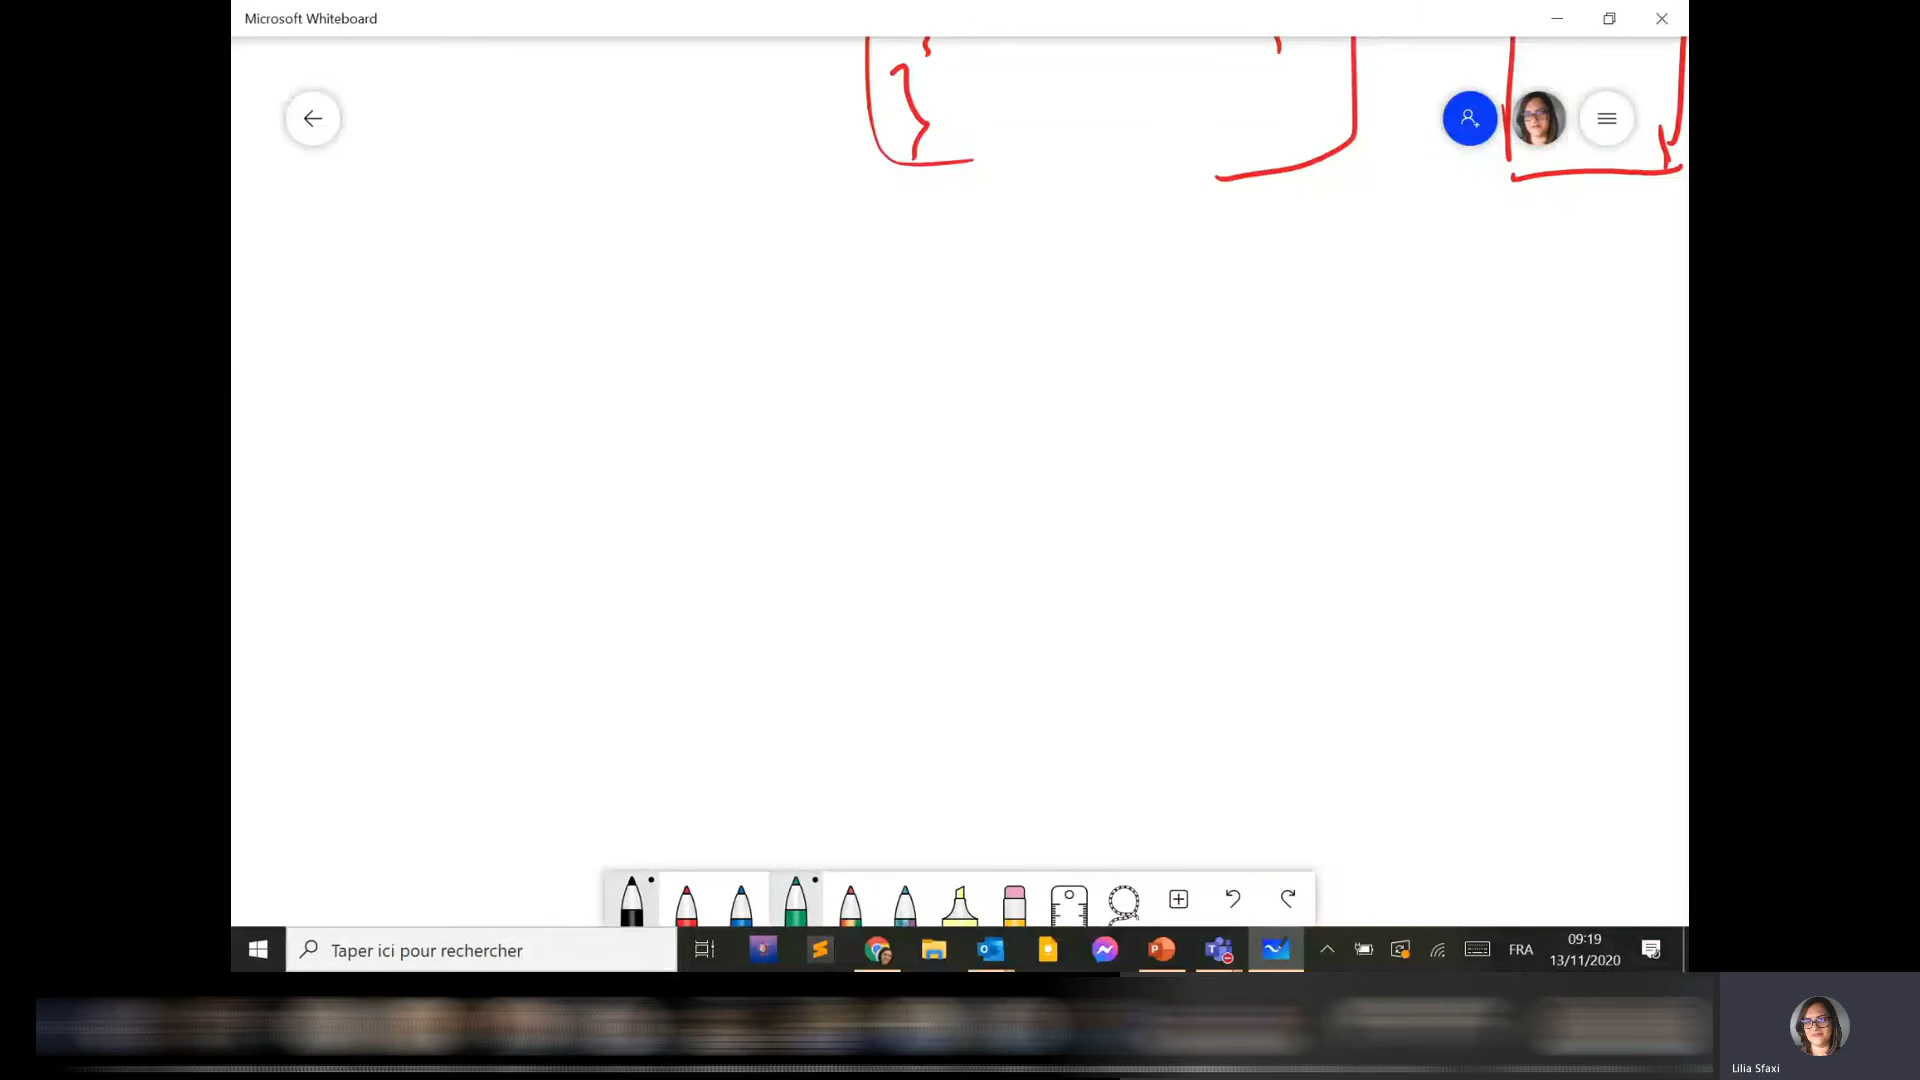 Microsoft Whiteboard
}
Taper ici pour rechercher
FRA
09:19
13/11/2020
Lilia Sfaxi